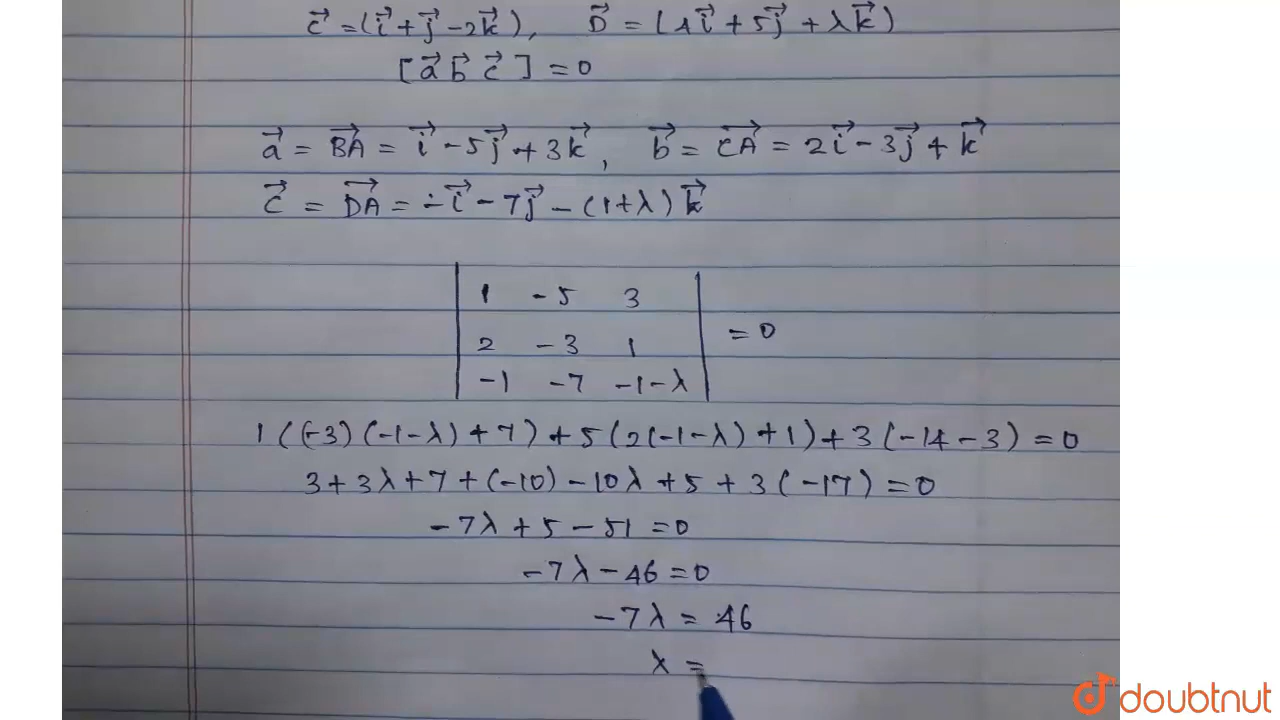 C⃗ = (i⃗ + j⃗ - 2k⃗), D⃗ = (4i⃗ + 5j⃗ + λk⃗)
[a⃗ b⃗ c⃗] = 0
a⃗ = BA⃗ = i⃗ - 5j⃗ + 3k⃗, b⃗ = CA⃗ = 2i⃗ - 3j⃗ + k⃗
c⃗ = DA⃗ = -i⃗ - 7j⃗ - (1+λ)k⃗
| 1 -5 3 |
| 2 -3 1 | = 0
| -1 -7 -1-λ |
1((-3)(-1-λ) + 7) + 5(2(-1-λ) + 1) + 3(-14-3) = 0
3 + 3λ + 7 + (-10) - 10λ + 5 + 3(-17) = 0
-7λ + 5 - 51 = 0
-7λ - 46 = 0
-7λ = 46
λ =
doubtnut